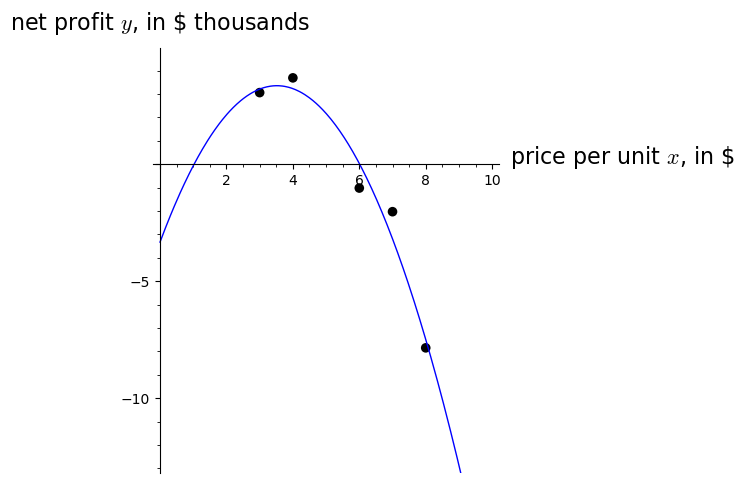 net profit y, in $ thousands
price per unit x, in $
2 4 6 8 10
−5
−10